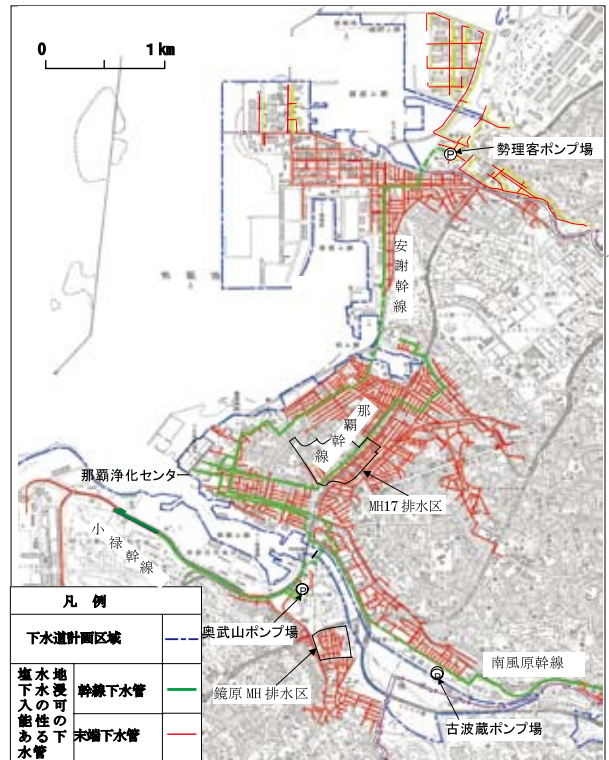 0 1 km
勢理客ポンプ場
P
安謝幹線
那覇幹線
那覇浄化センター
MH17 排水区
小禄幹線
P
奥武山ポンプ場
鏡原 MH 排水区
南風原幹線
古波蔵ポンプ場
凡 例
下水道計画区域
塩水地下水浸入の可能性のある下水管
幹線下水管
末端下水管